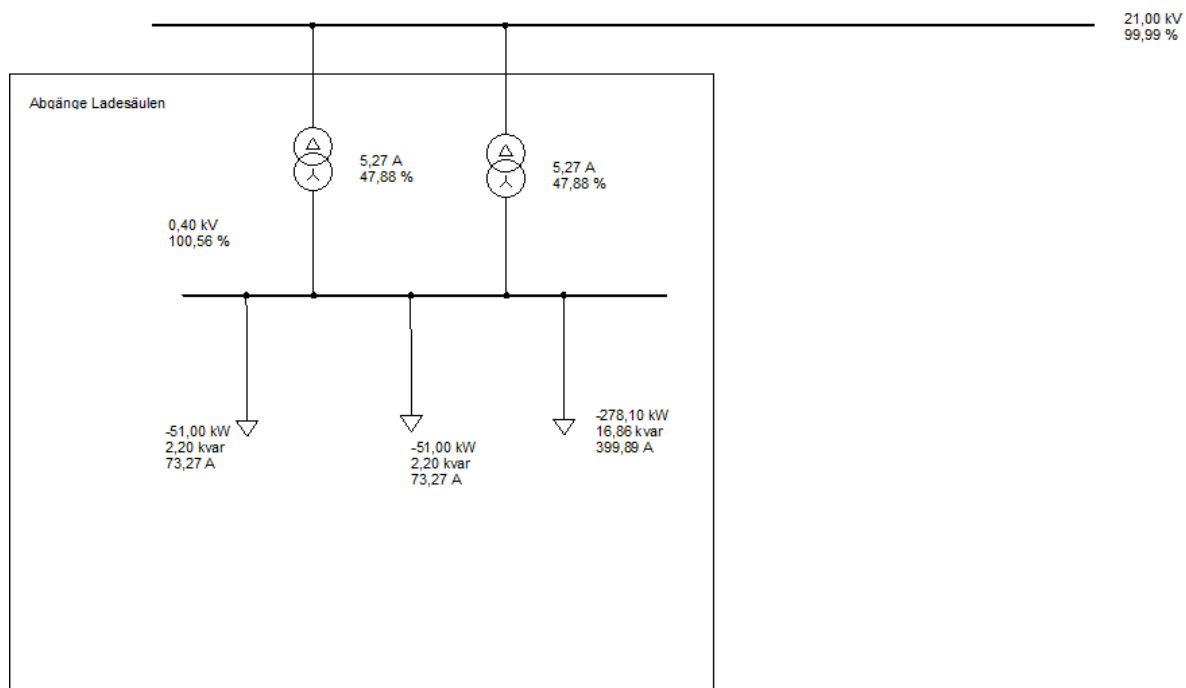 21,00 kV
99,99 %
Abgänge Ladesäulen
5,27 A
47,88 %
5,27 A
47,88 %
0,40 kV
100,56 %
-51,00 kW
2,20 kvar
73,27 A
-51,00 kW
2,20 kvar
73,27 A
-278,10 kW
16,86 kvar
399,89 A